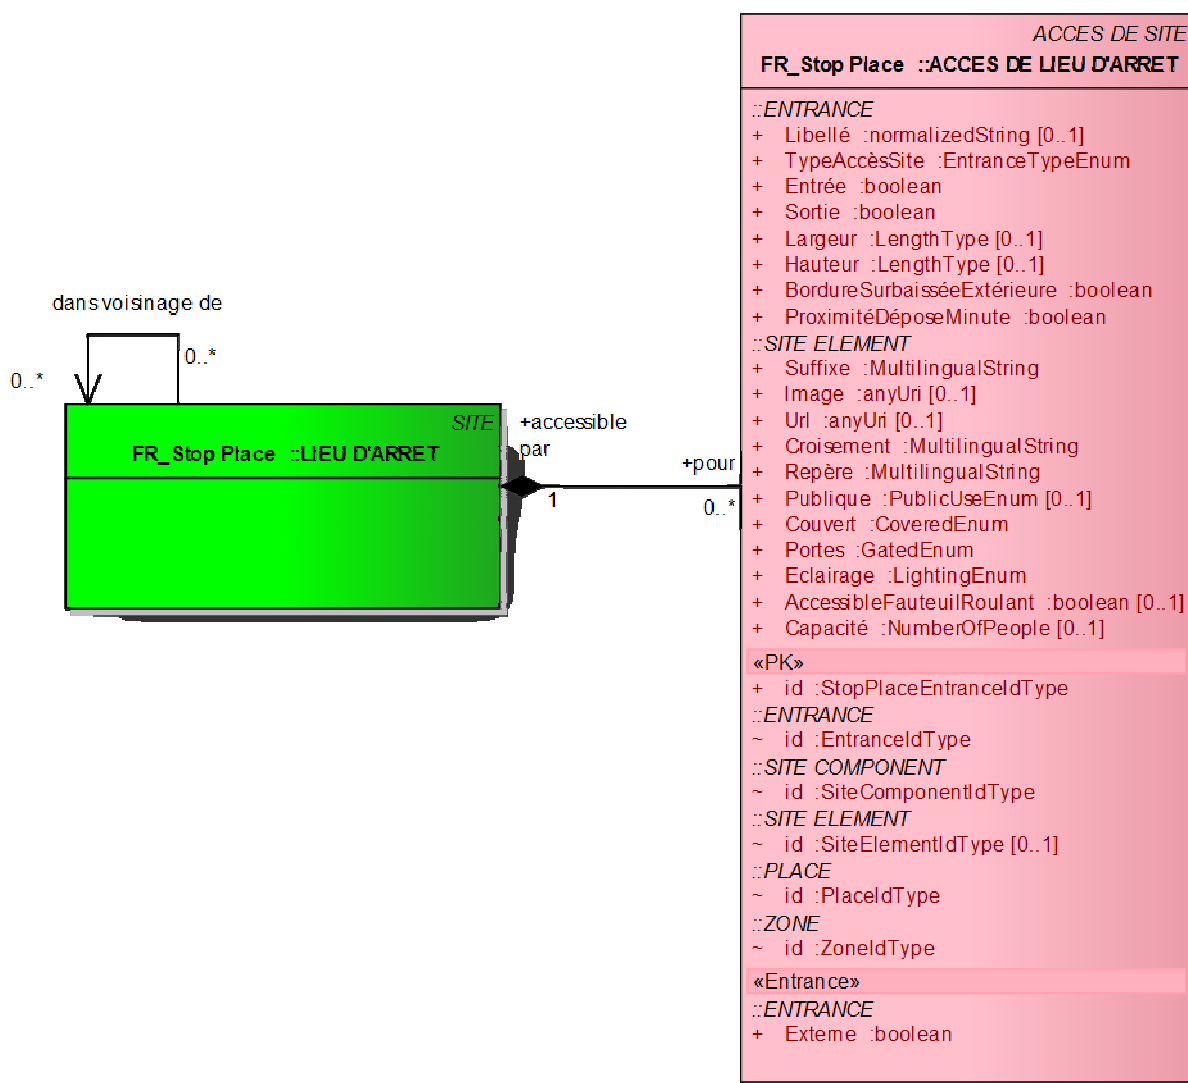 dans voisinage de
0..*
0..*
SITE
FR_Stop Place ::LIEU D'ARRET
+accessible
par
1
+pour
0..*
ACCES DE SITE
FR_Stop Place ::ACCES DE LIEU D'ARRET
::ENTRANCE
+ Libellé :normalizedString [0..1]
+ TypeAccèsSite :EntranceTypeEnum
+ Entrée :boolean
+ Sortie :boolean
+ Largeur :LengthType [0..1]
+ Hauteur :LengthType [0..1]
+ BordureSurbaisséeExtérieure :boolean
+ ProximitéDéposeMinute :boolean
::SITE ELEMENT
+ Suffixe :MultilingualString
+ Image :anyUri [0..1]
+ Url :anyUri [0..1]
+ Croisement :MultilingualString
+ Repère :MultilingualString
+ Publique :PublicUseEnum [0..1]
+ Couvert :CoveredEnum
+ Portes :GatedEnum
+ Eclairage :LightingEnum
+ AccessibleFauteuilRoulant :boolean [0..1]
+ Capacité :NumberOfPeople [0..1]
«PK»
+ id :StopPlaceEntranceIdType
::ENTRANCE
~ id :EntranceIdType
::SITE COMPONENT
~ id :SiteComponentIdType
::SITE ELEMENT
~ id :SiteElementIdType [0..1]
::PLACE
~ id :PlaceIdType
::ZONE
~ id :ZoneIdType
«Entrance»
::ENTRANCE
+ Externe :boolean